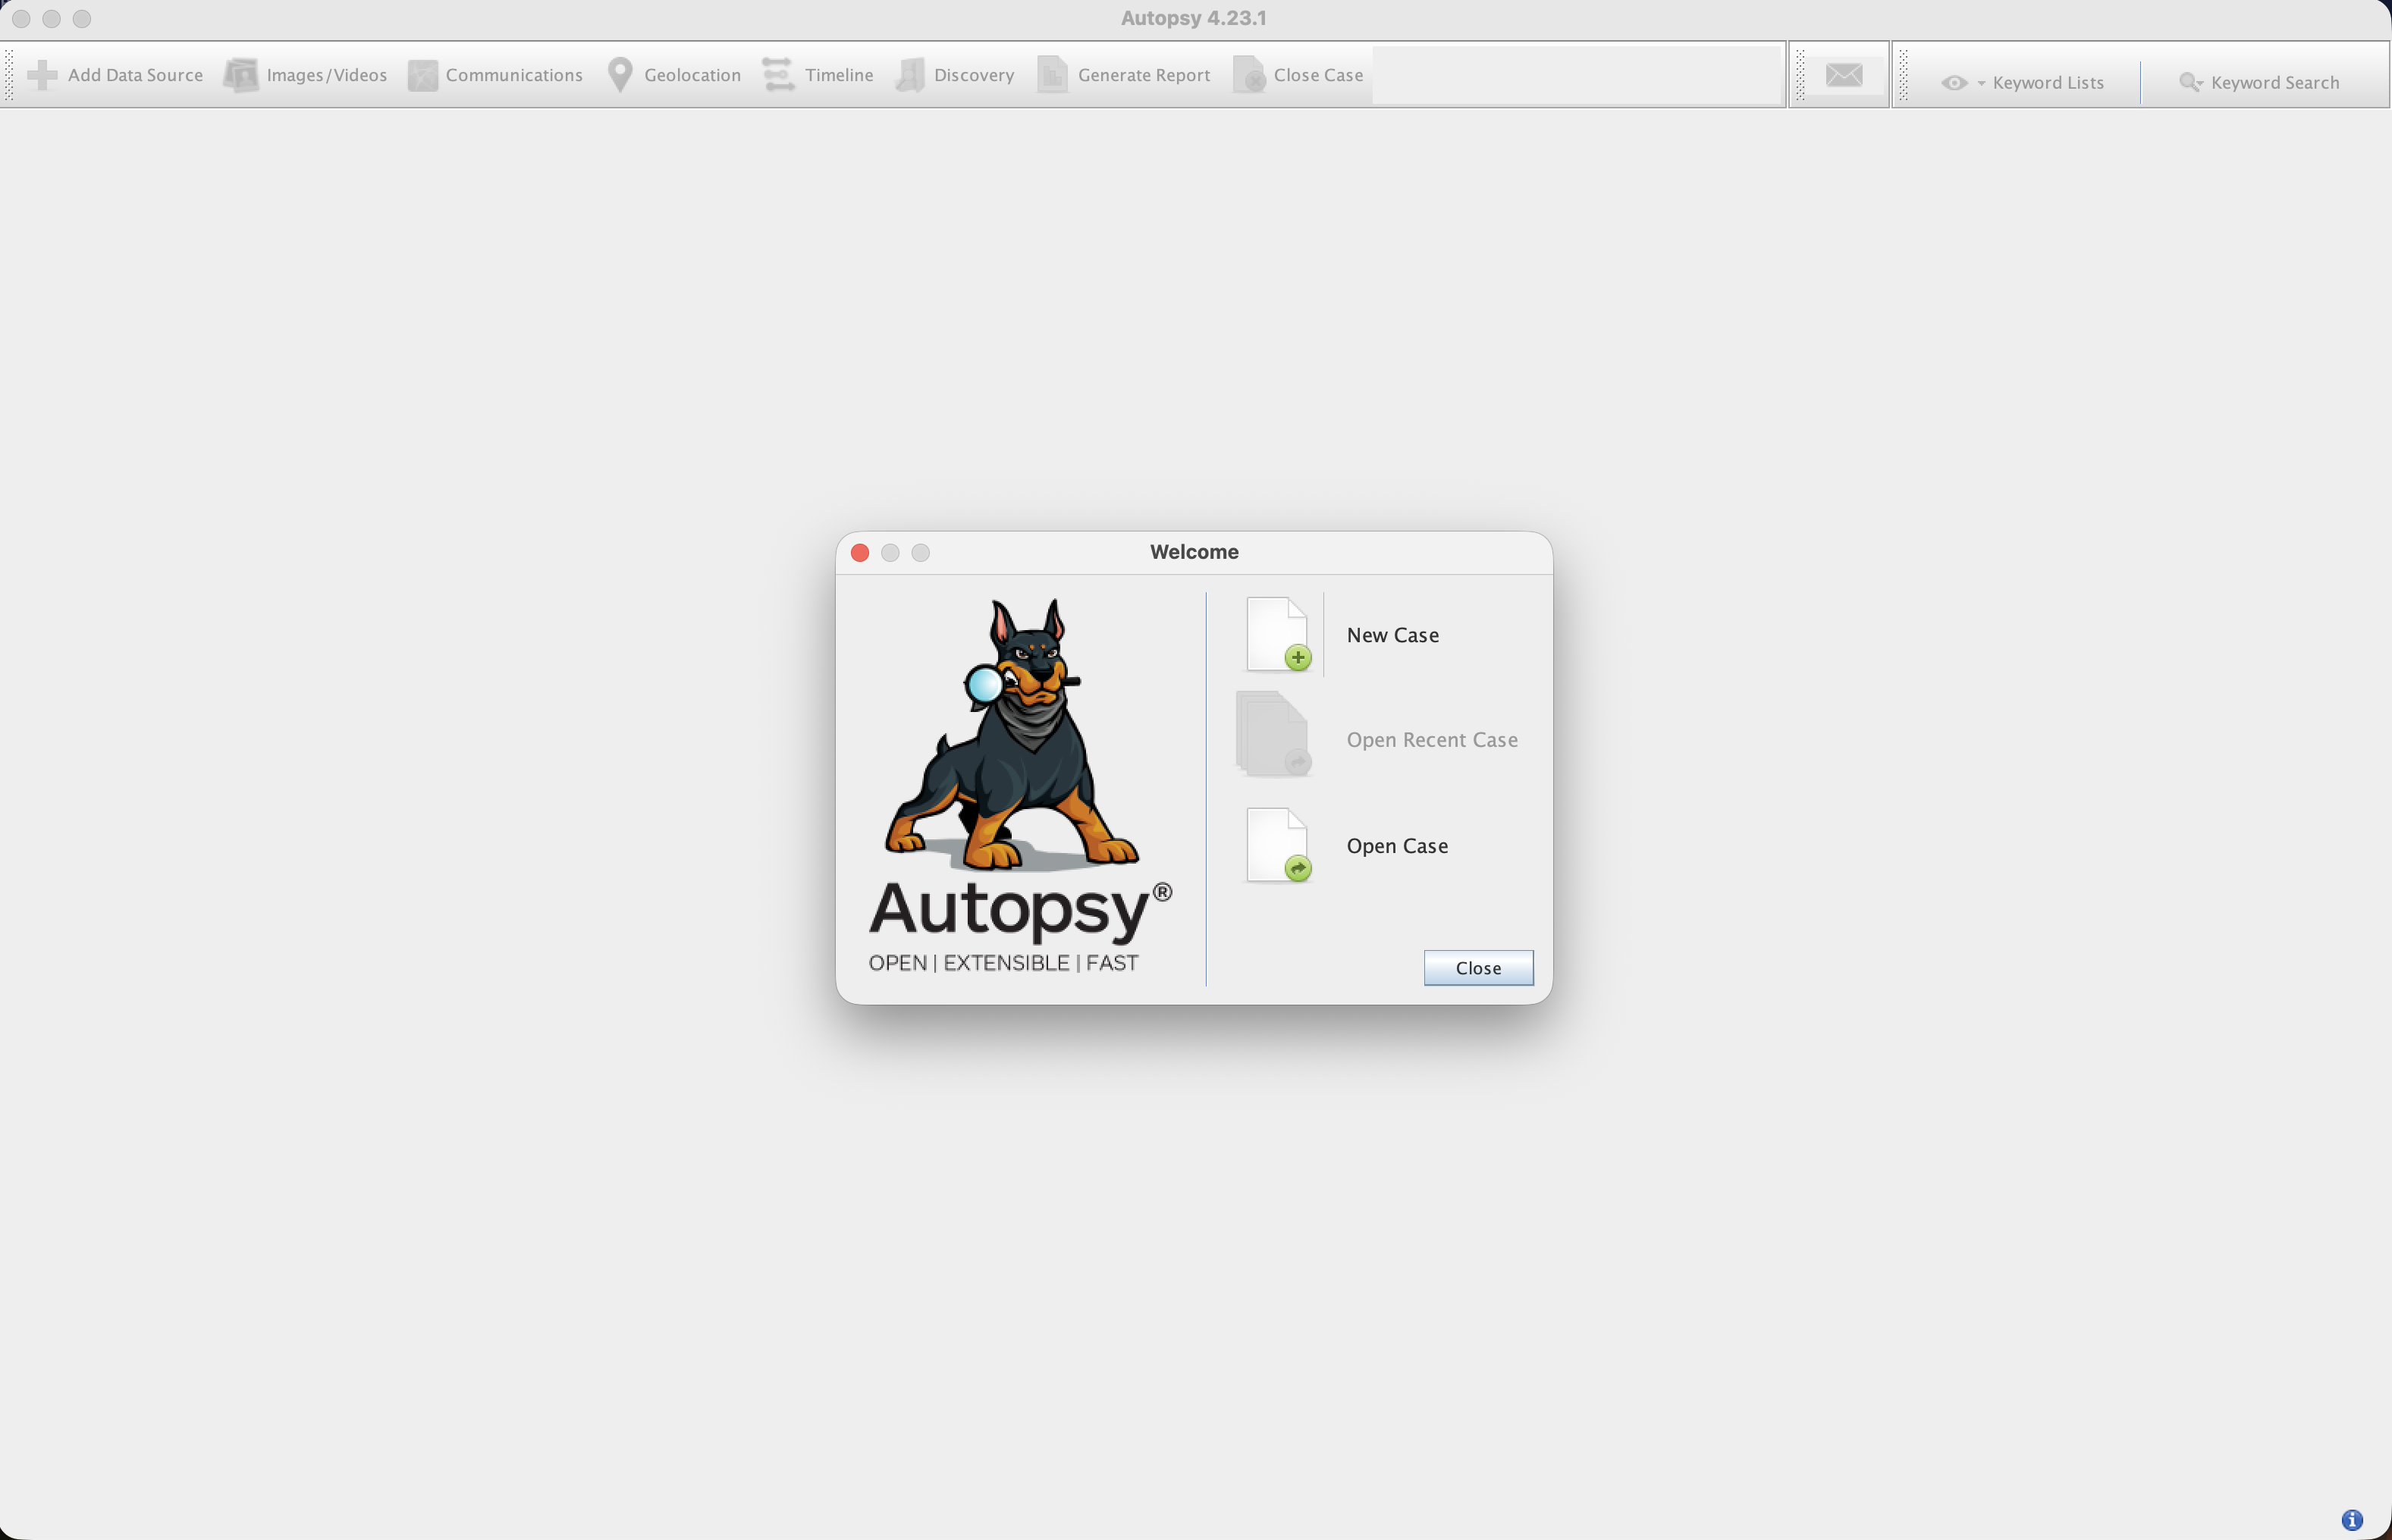 Autopsy 4.23.1
Add Data Source Images/Videos Communications Geolocation Timeline Discovery Generate Report Close Case Keyword Lists Keyword Search
Welcome
New Case
Open Recent Case
Open Case
Autopsy®
OPEN | EXTENSIBLE | FAST
Close